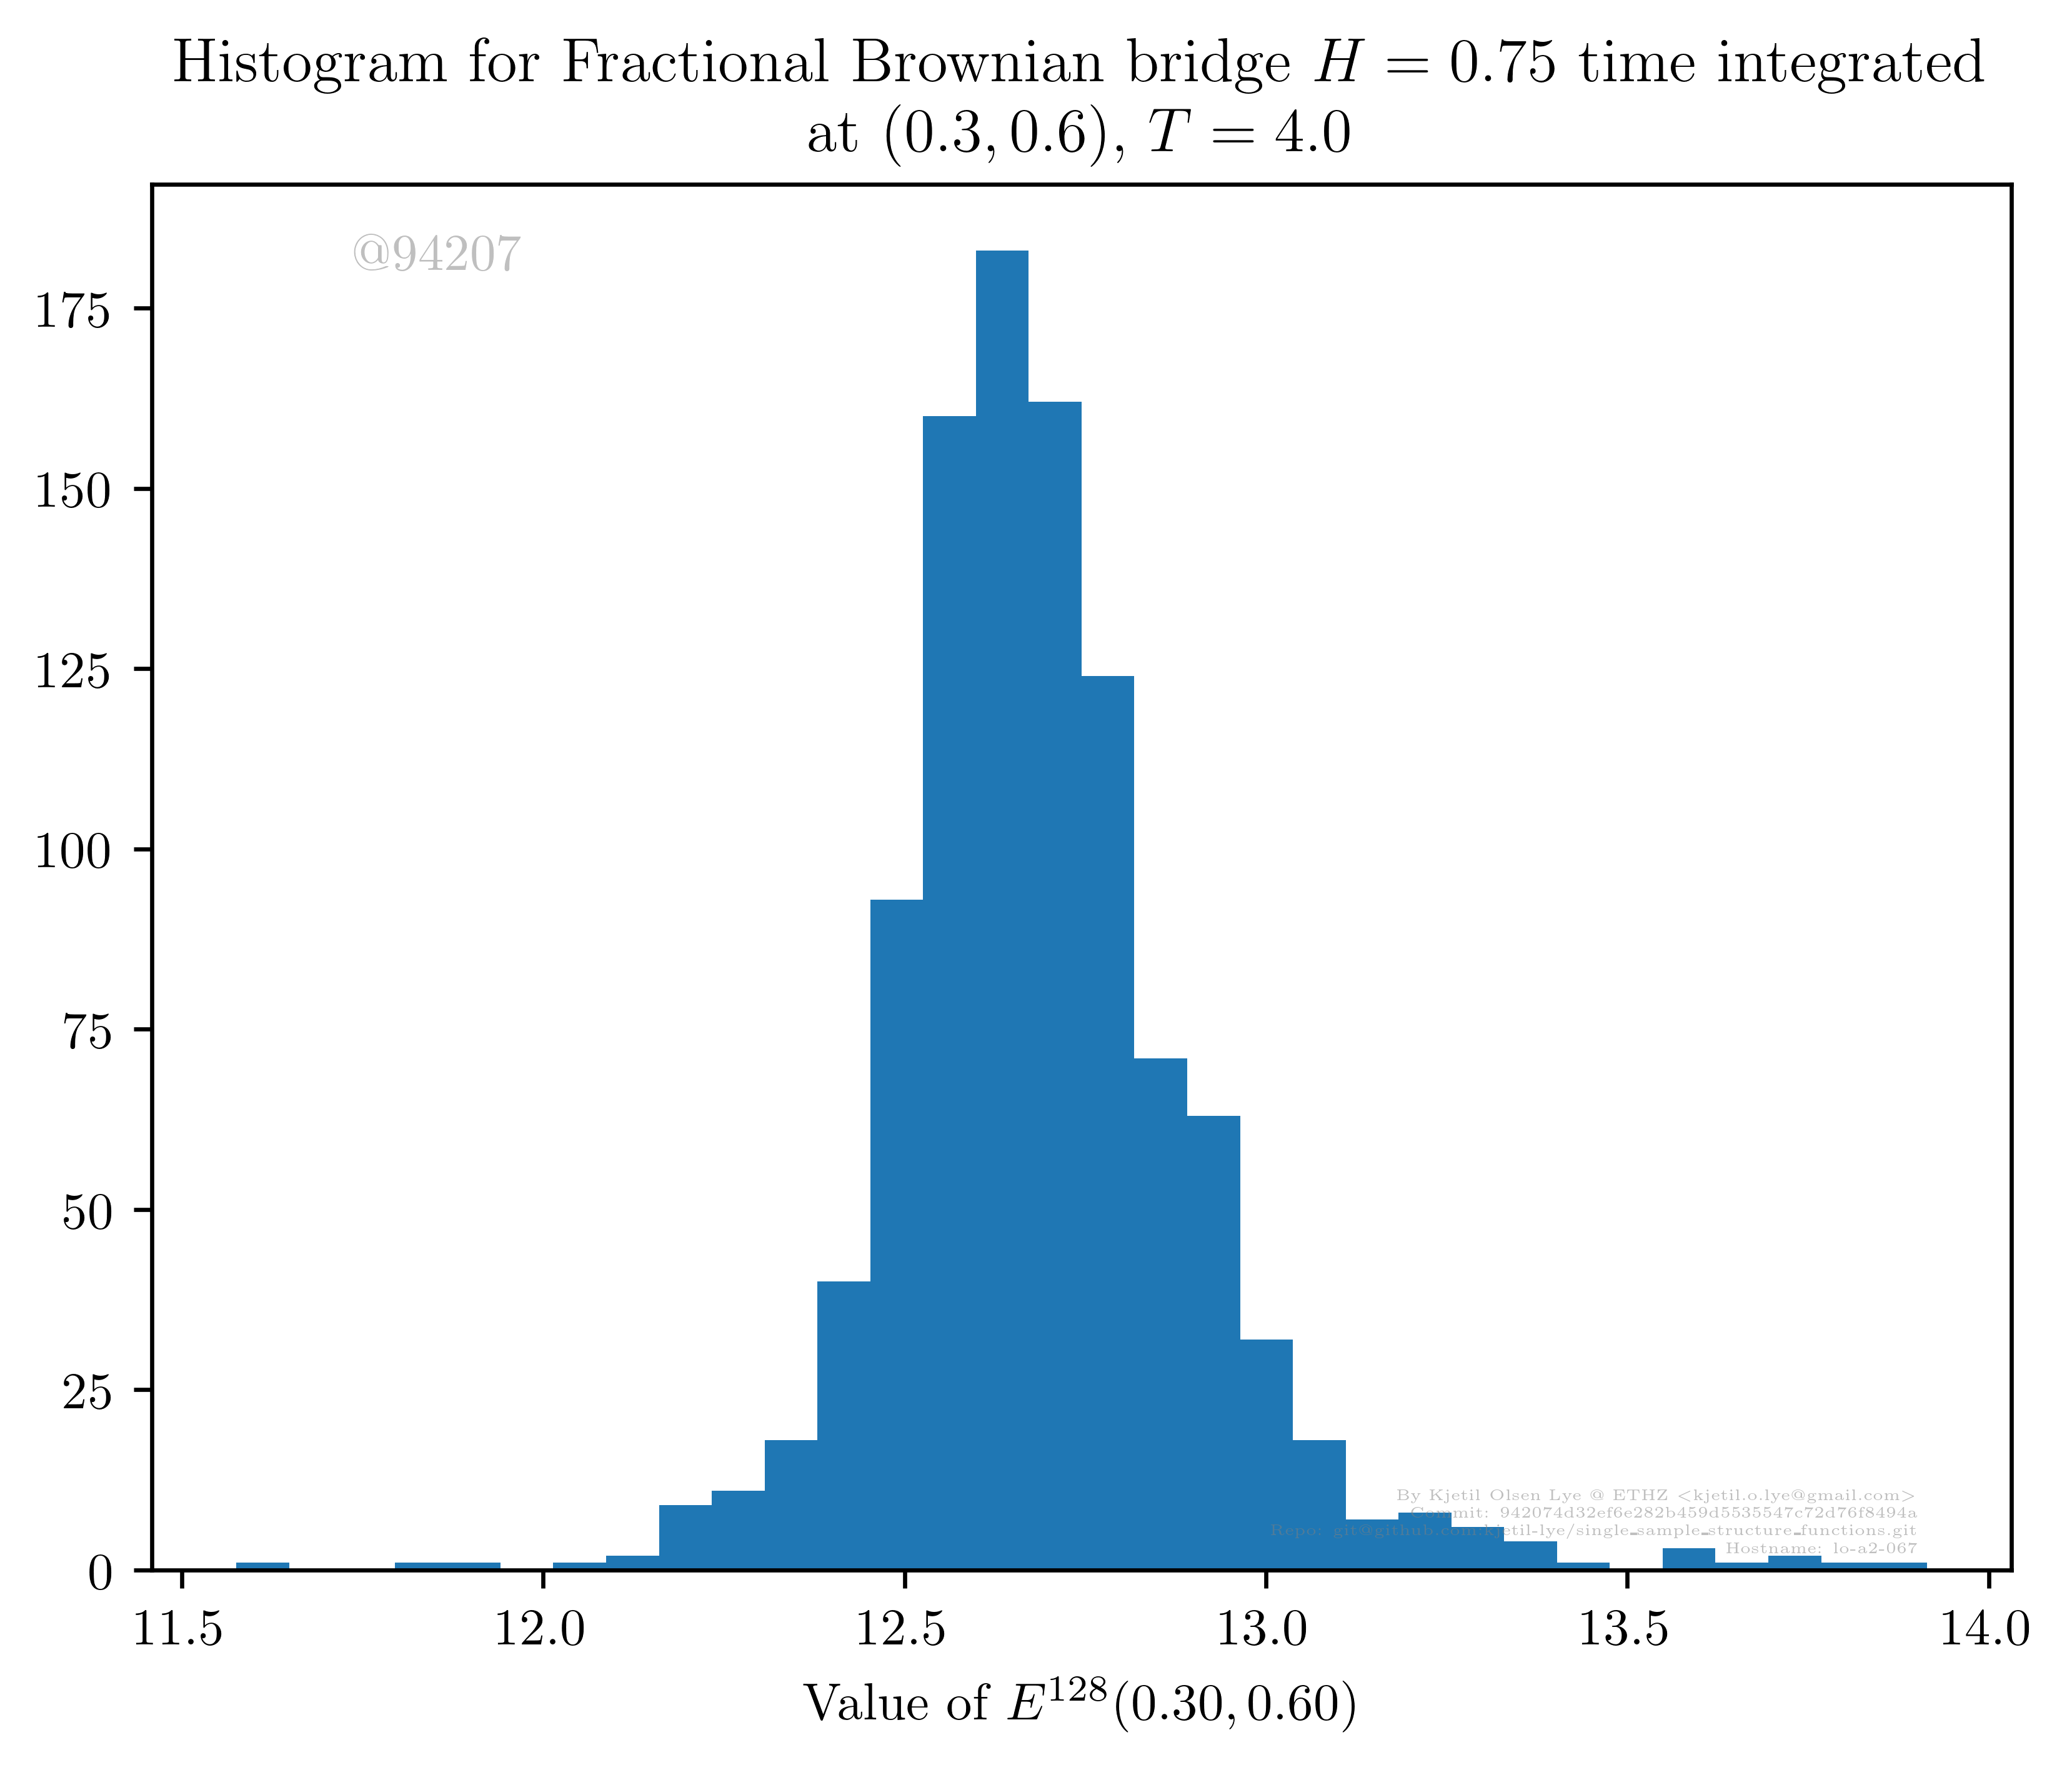 Histogram for Fractional Brownian bridge H = 0.75 time integrated
at (0.3, 0.6), T = 4.0
@94207
175
150
125
100
75
50
25
0
By Kjetil Olsen Lye @ ETHZ <kjetil.o.lye@gmail.com>
Commit: 942074d32ef6e282b459d5535547c72d76f8494a
Repo: git@github.com:kjetil-lye/single_sample_structure_functions.git
Hostname: lo-a2-067
11.5 12.0 12.5 13.0 13.5 14.0
Value of E^{128}(0.30, 0.60)